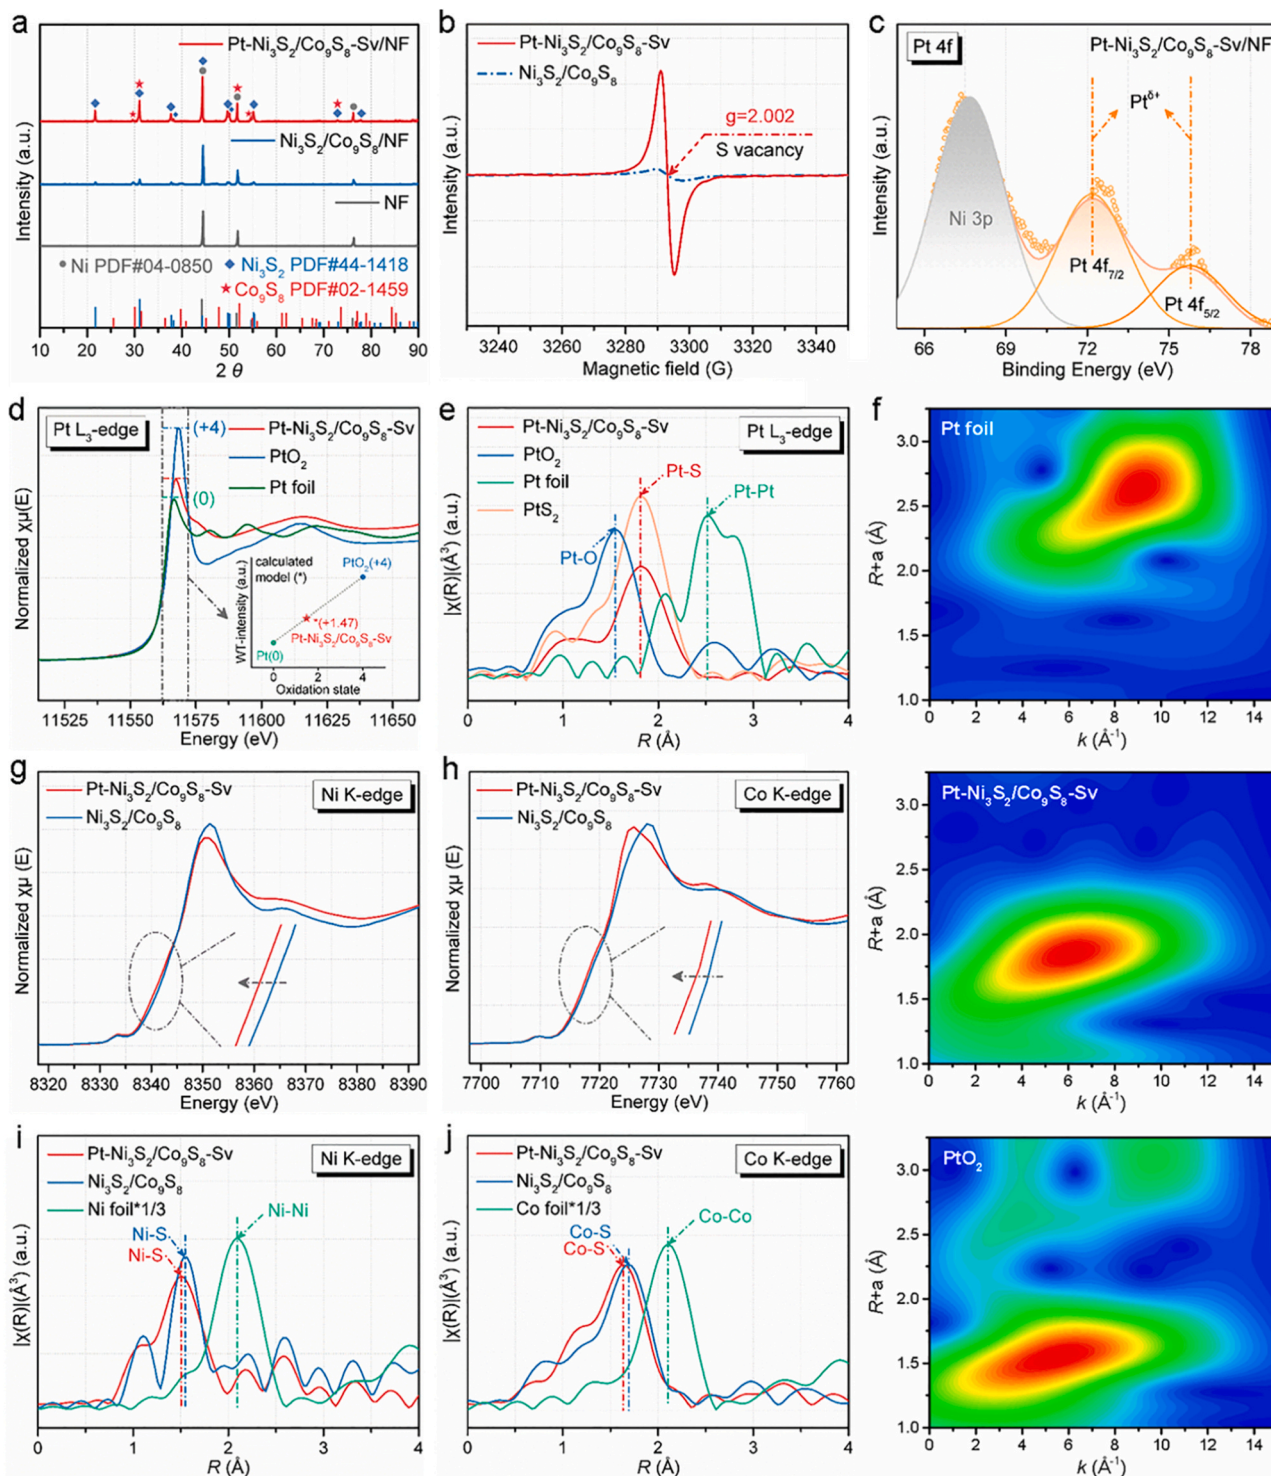 a
Pt-Ni₃S₂/Co₉S₈-Sv/NF
Ni₃S₂/Co₉S₈/NF
NF
Ni PDF#04-0850
Ni₃S₂ PDF#44-1418
Co₉S₈ PDF#02-1459
Intensity (a.u.)
10 20 30 40 50 60 70 80 90
2 θ
b
Pt-Ni₃S₂/Co₉S₈-Sv
Ni₃S₂/Co₉S₈
g=2.002
S vacancy
Intensity (a.u.)
3240 3260 3280 3300 3320 3340
Magnetic field (G)
c
Pt 4f
Pt-Ni₃S₂/Co₉S₈-Sv/NF
Ptδ+
Ni 3p
Pt 4f7/2
Pt 4f5/2
Intensity (a.u.)
66 69 72 75 78
Binding Energy (eV)
d
Pt L₃-edge
(+4)
(0)
Pt-Ni₃S₂/Co₉S₈-Sv
PtO₂
Pt foil
calculated
model (*)
PtO₂(+4)
*(+1.47)
Pt-Ni₃S₂/Co₉S₈-Sv
Pt(0)
WT-intensity (a.u.)
0 2 4
Oxidation state
Normalized χμ(E)
11525 11550 11575 11600 11625 11650
Energy (eV)
e
Pt-Ni₃S₂/Co₉S₈-Sv
PtO₂
Pt foil
PtS₂
Pt L₃-edge
Pt-S
Pt-Pt
Pt-O
|χ(R)|(Å³) (a.u.)
0 1 2 3 4
R (Å)
f
Pt foil
R+a (Å)
3.0
2.5
2.0
1.5
1.0
0 2 4 6 8 10 12 14
k (Å⁻¹)
g
Pt-Ni₃S₂/Co₉S₈-Sv
Ni₃S₂/Co₉S₈
Ni K-edge
Normalized χμ (E)
8320 8330 8340 8350 8360 8370 8380 8390
Energy (eV)
h
Pt-Ni₃S₂/Co₉S₈-Sv
Ni₃S₂/Co₉S₈
Co K-edge
Normalized χμ (E)
7700 7710 7720 7730 7740 7750 7760
Energy (eV)
Pt-Ni₃S₂/Co₉S₈-Sv
R+a (Å)
3.0
2.5
2.0
1.5
1.0
0 2 4 6 8 10 12 14
k (Å⁻¹)
i
Pt-Ni₃S₂/Co₉S₈-Sv
Ni₃S₂/Co₉S₈
Ni foil*1/3
Ni K-edge
Ni-Ni
Ni-S
Ni-S
|χ(R)|(Å³) (a.u.)
0 1 2 3 4
R (Å)
j
Pt-Ni₃S₂/Co₉S₈-Sv
Ni₃S₂/Co₉S₈
Co foil*1/3
Co K-edge
Co-Co
Co-S
Co-S
|χ(R)|(Å³) (a.u.)
0 1 2 3 4
R (Å)
PtO₂
R+a (Å)
3.0
2.5
2.0
1.5
1.0
0 2 4 6 8 10 12 14
k (Å⁻¹)